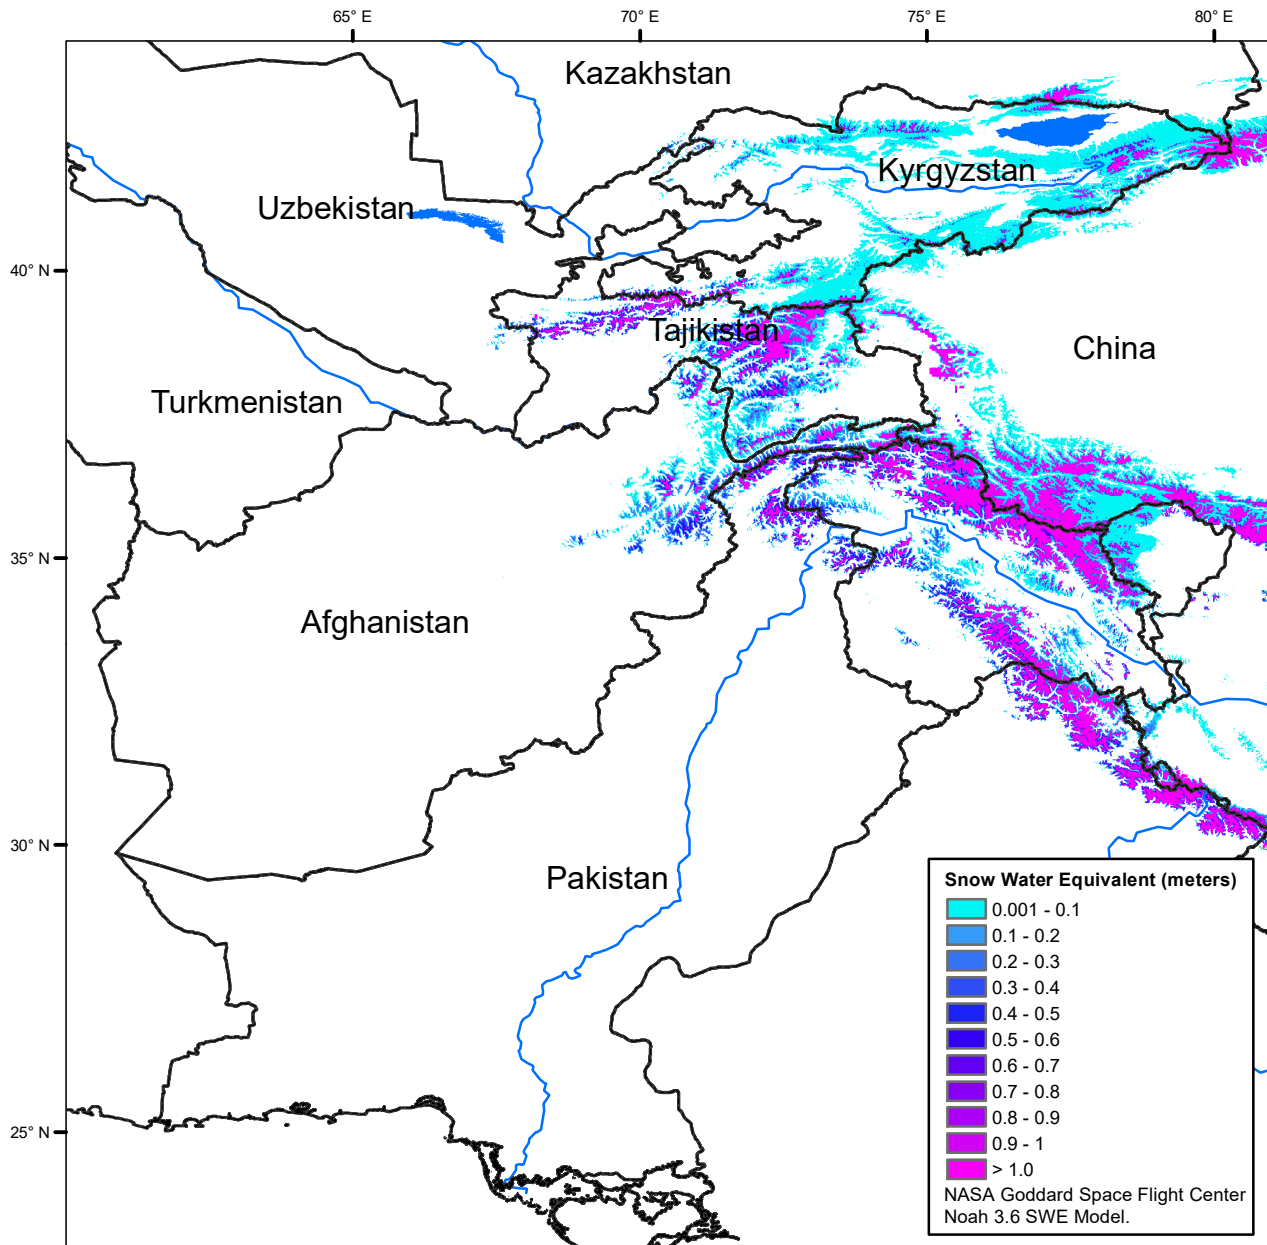 65° E
70° E
75° E
80° E
Kazakhstan
Kyrgyzstan
Uzbekistan
40° N
Tajikistan
China
Turkmenistan
35° N
Afghanistan
30° N
Pakistan
25° N
Snow Water Equivalent (meters)
0.001 - 0.1
0.1 - 0.2
0.2 - 0.3
0.3 - 0.4
0.4 - 0.5
0.5 - 0.6
0.6 - 0.7
0.7 - 0.8
0.8 - 0.9
0.9 - 1
> 1.0
NASA Goddard Space Flight Center
Noah 3.6 SWE Model.